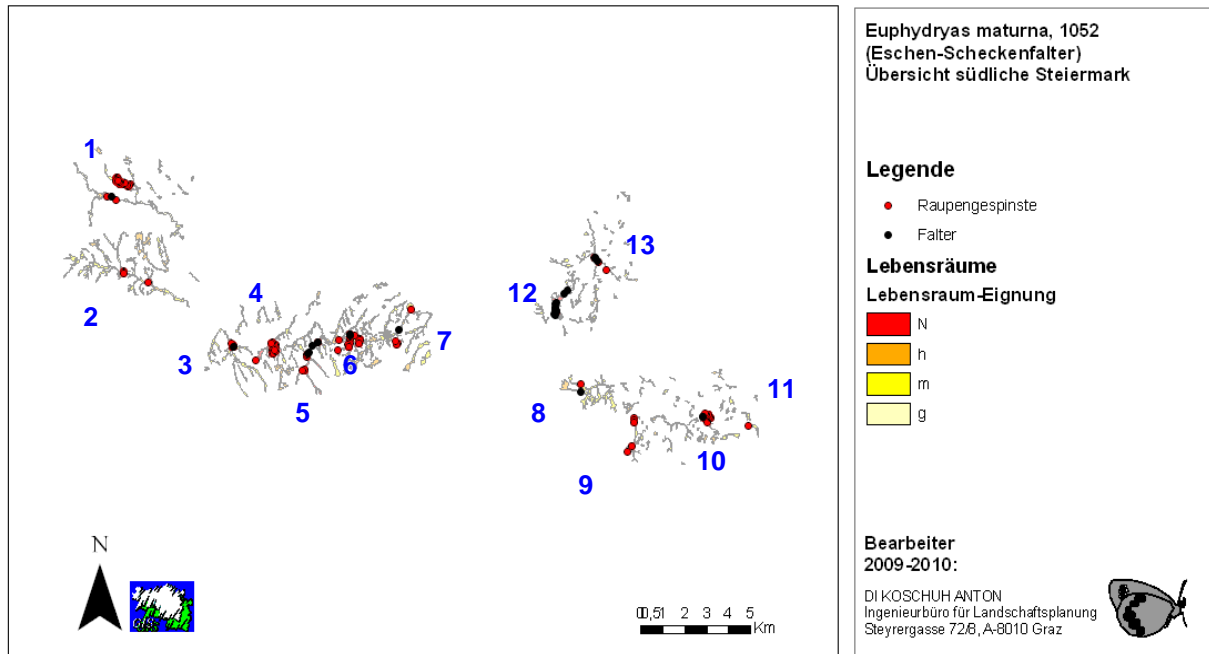 1
2
3
4
5
6
7
8
9
10
11
12
13
N
00,51 2 3 4 5
Km
Euphydryas maturna, 1052
(Eschen-Scheckenfalter)
Übersicht südliche Steiermark
Legende
Raupengespinste
Falter
Lebensräume
Lebensraum-Eignung
N
h
m
g
Bearbeiter
2009-2010:
DI KOSCHUH ANTON
Ingenieurbüro für Landschaftsplanung
Steyrergasse 72/8, A-8010 Graz